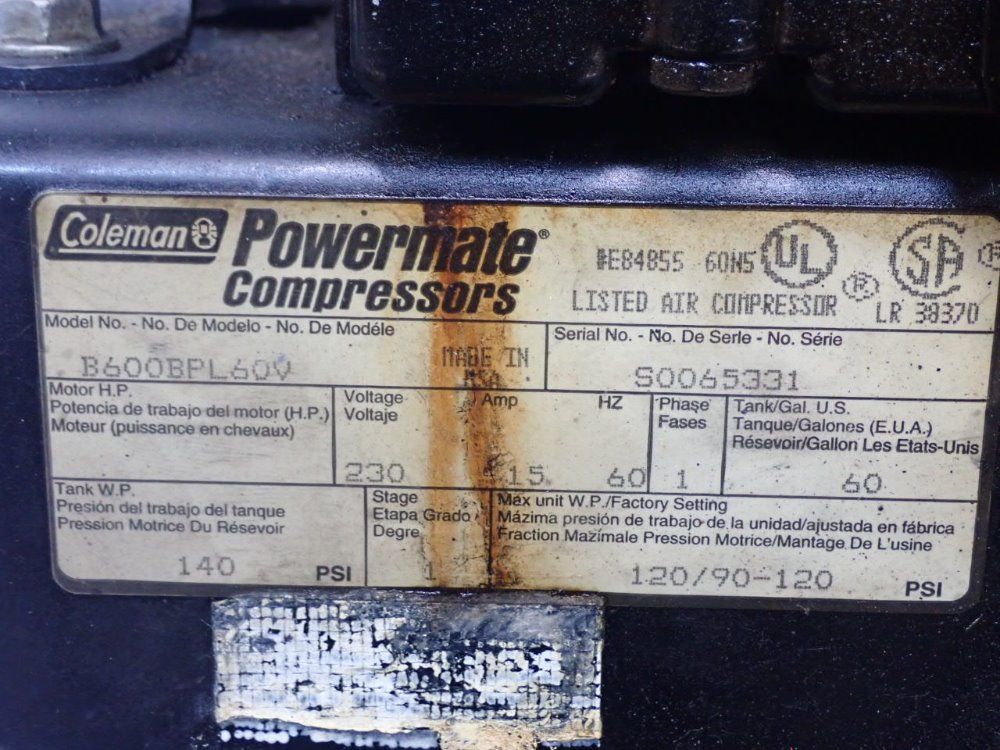 Coleman Powermate®
Compressors
#E84855 60N5 UL ®
LISTED AIR COMPRESSOR
SA ®
LR 38370
Model No. - No. De Modelo - No. De Modéle
B600BPL60V
MADE IN
USA
Serial No. - No. De Serle - No. Série
S0065331
Motor H.P.
Potencia de trabajo del motor (H.P.)
Moteur (puissance en chevaux)
Voltage
Voltaje
230
Amp
15
HZ
60
Phase
Fases
1
Tank/Gal. U.S.
Tanque/Galones (E.U.A.)
Résevoir/Gallon Les Etats-Unis
60
Tank W.P.
Presión del trabajo del tanque
Pression Motrice Du Résevoir
140 PSI
Stage
Etapa Grado
Degre
1
Max unit W.P./Factory Setting
Mázima presión de trabajo de la unidad/ajustada en fábrica
Fraction Mazímale Pression Motrice/Mantage De L'usine
120/90-120 PSI